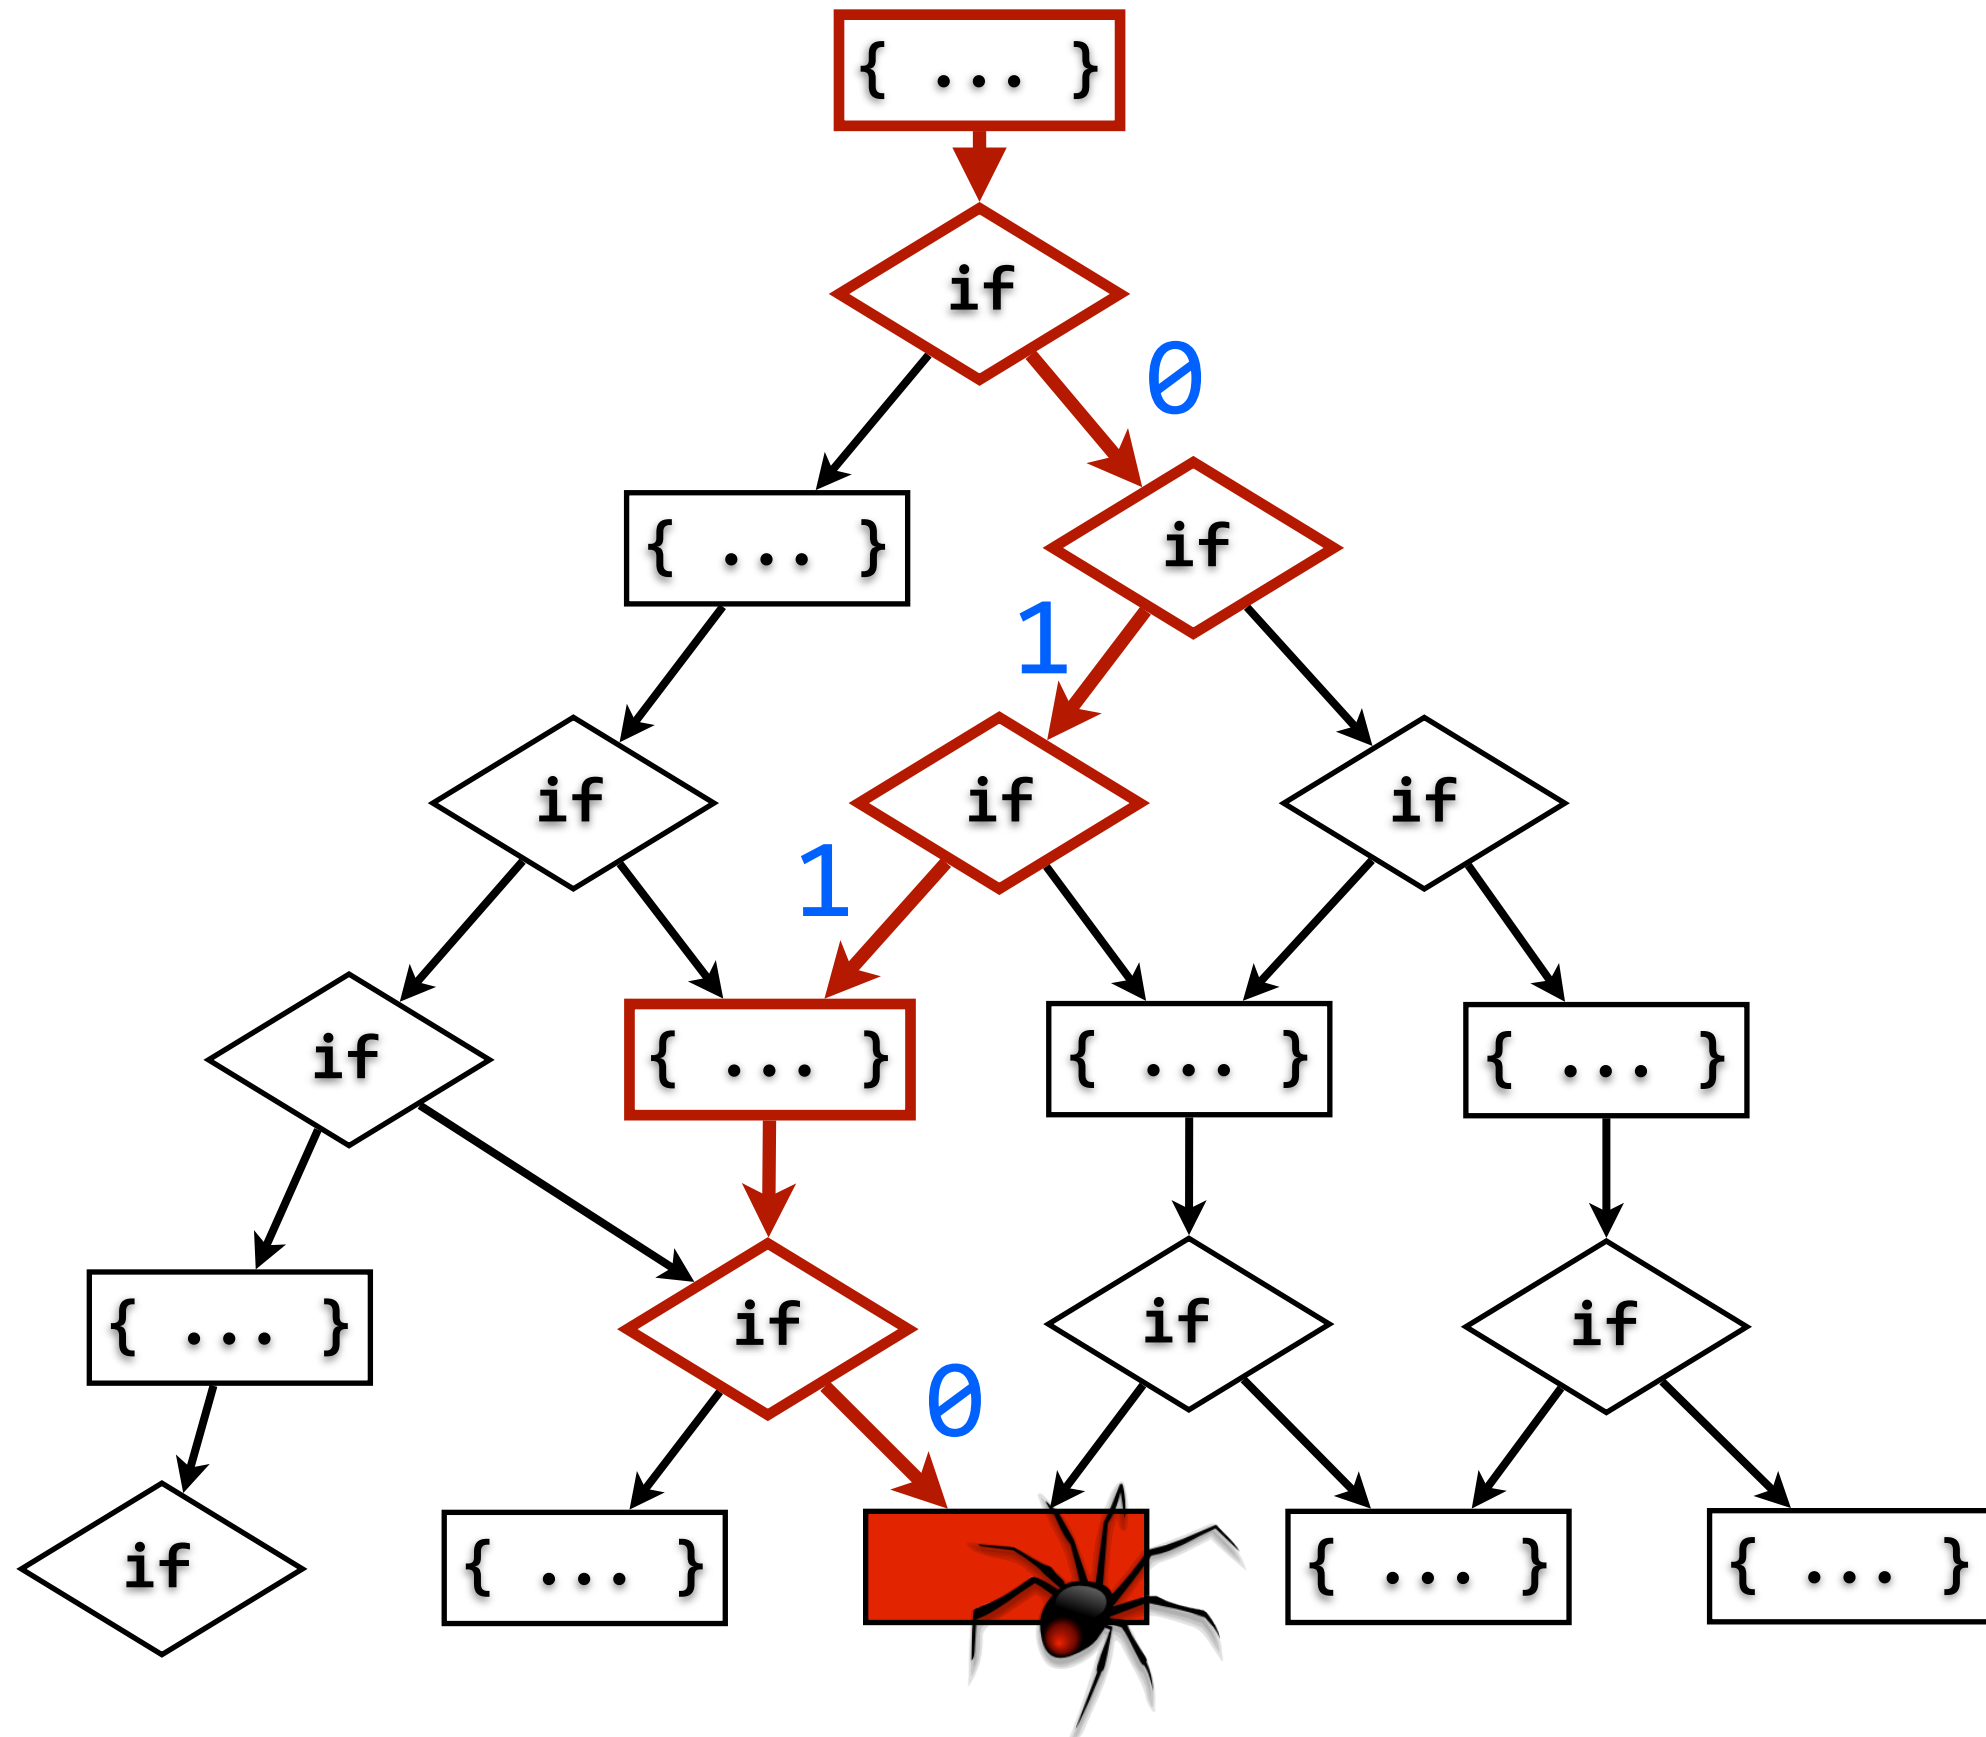 { ... }
if
0
{ ... }
if
1
if
if
if
1
if
{ ... }
{ ... }
{ ... }
{ ... }
if
if
if
0
if
{ ... }
{ ... }
{ ... }